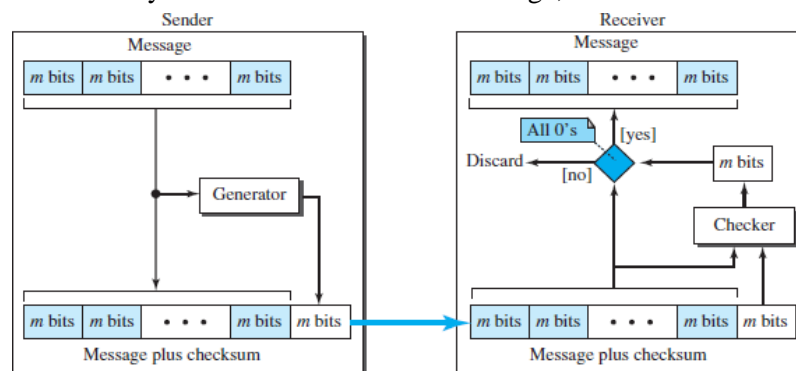 Sender
Message
m bits m bits • • • m bits
Generator
m bits m bits • • • m bits m bits
Message plus checksum
Receiver
Message
m bits m bits • • • m bits
All 0's
[yes]
Discard
[no]
m bits
Checker
m bits m bits • • • m bits m bits
Message plus checksum